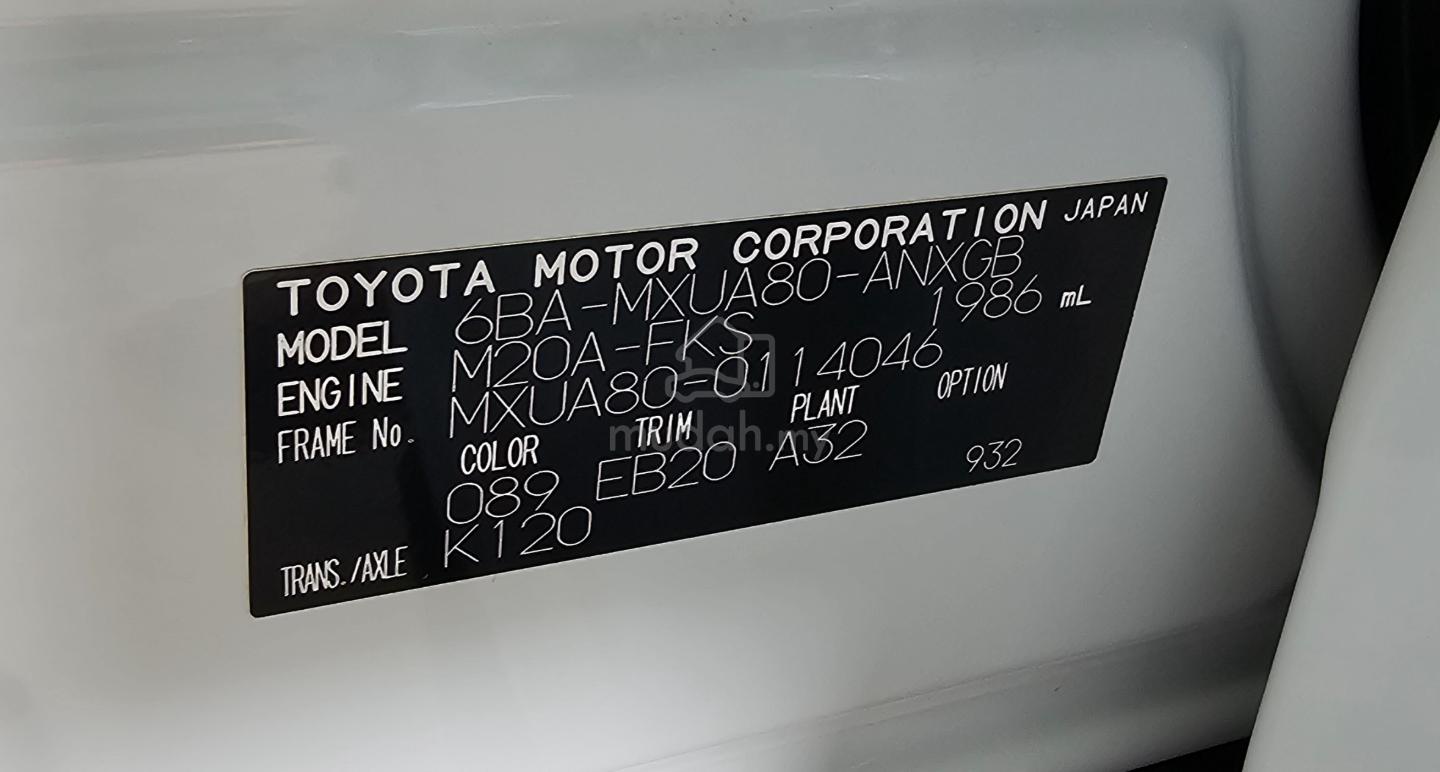 TOYOTA MOTOR CORPORATION JAPAN
MODEL 6BA-MXUA80-ANXGB
ENGINE M20A-FKS 1986 mL
FRAME No. MXUA80-0114046
COLOR TRIM PLANT OPTION
089 EB20 A32 932
TRANS./AXLE K120
mudah.my